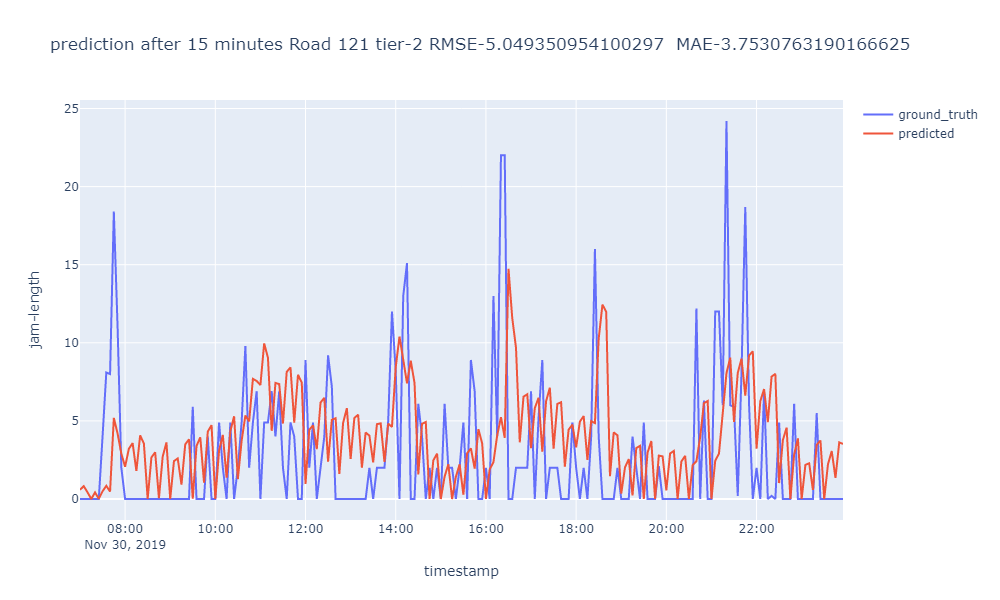 prediction after 15 minutes Road 121 tier-2 RMSE-5.049350954100297  MAE-3.7530763190166625
ground_truth
predicted
jam-length
25
20
15
10
5
0
08:00 10:00 12:00 14:00 16:00 18:00 20:00 22:00
Nov 30, 2019
timestamp